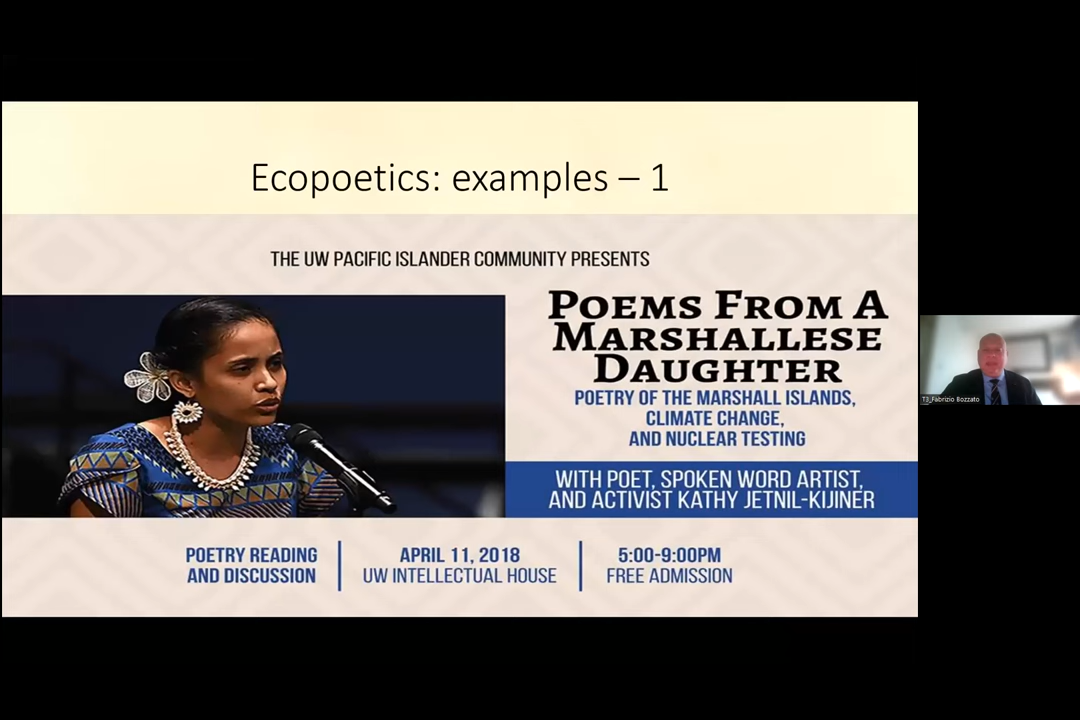 Ecopoetics: examples – 1
THE UW PACIFIC ISLANDER COMMUNITY PRESENTS
POEMS FROM A
MARSHALLESE
DAUGHTER
POETRY OF THE MARSHALL ISLANDS,
CLIMATE CHANGE,
AND NUCLEAR TESTING
WITH POET, SPOKEN WORD ARTIST,
AND ACTIVIST KATHY JETNIL-KIJINER
POETRY READING
AND DISCUSSION
APRIL 11, 2018
UW INTELLECTUAL HOUSE
5:00-9:00PM
FREE ADMISSION
T3_Fabrizio Bozzato